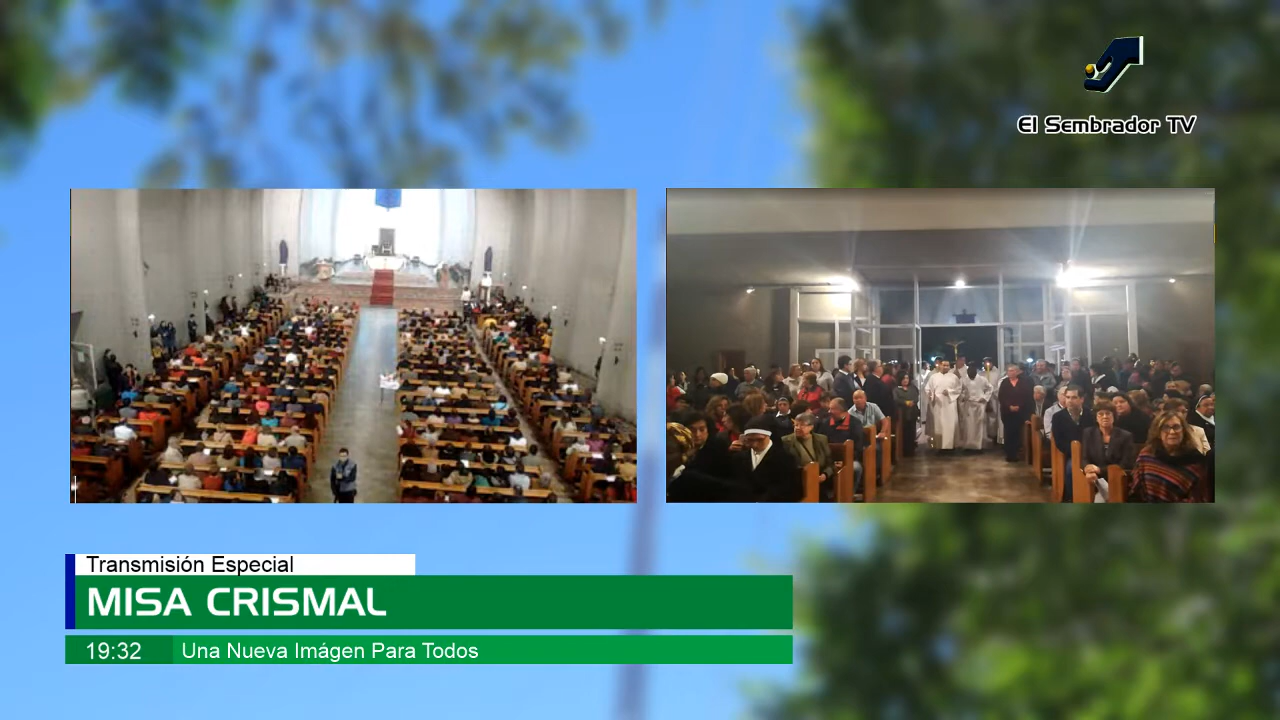 El Sembrador TV
Transmisión Especial
MISA CRISMAL
19:32 Una Nueva Imágen Para Todos